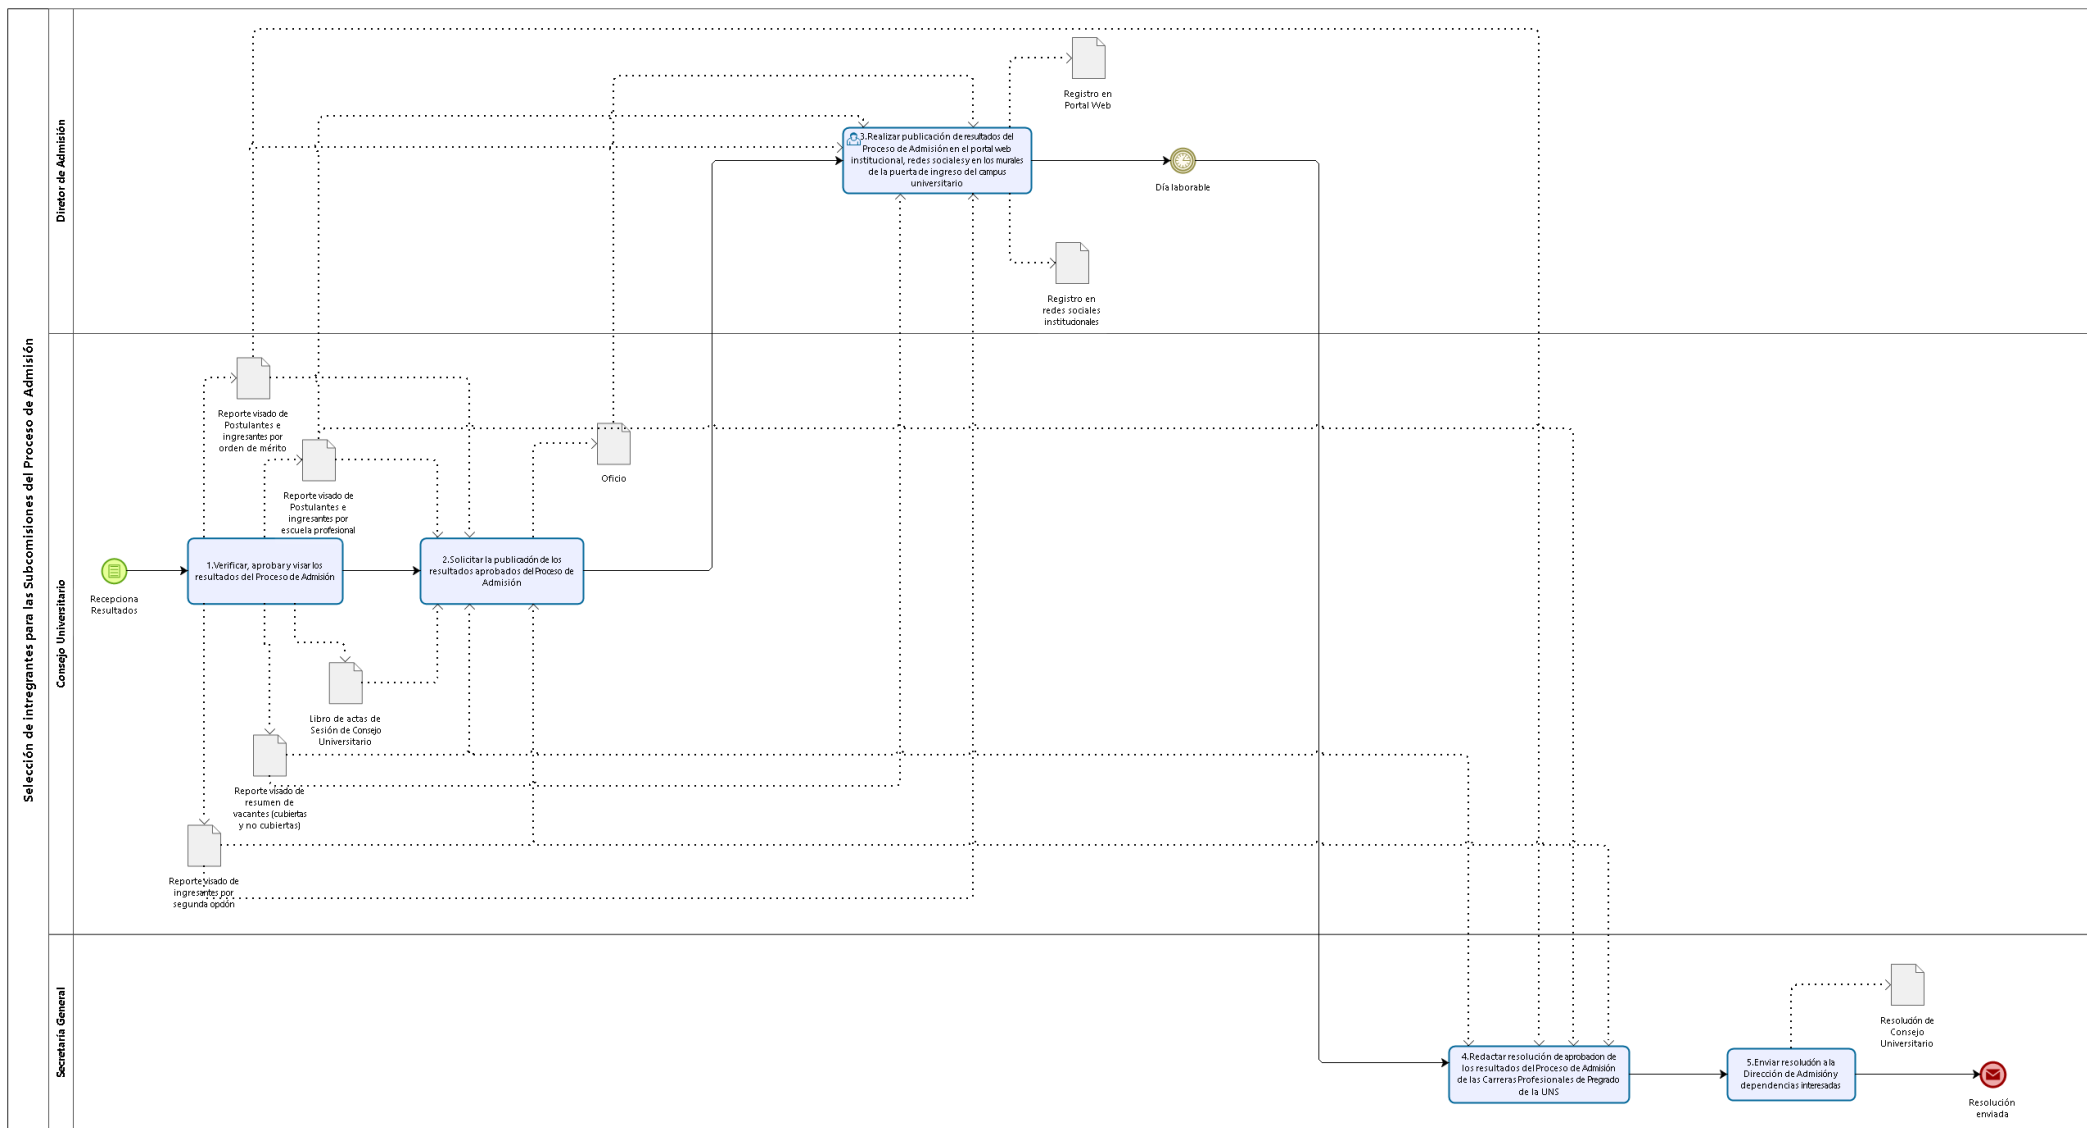 Selección de intregrantes para las Subcomisiones del Proceso de Admisión
Diretor de Admisión
Registro en
Portal Web
3.Realizar publicación de resultados del
Proceso de Admisión en el portal web
institucional, redes sociales y en los murales
de la puerta de ingreso del campus
universitario
Día laborable
Registro en
redes sociales
institucionales
Consejo Universitario
Reporte visado de
Postulantes e
ingresantes por
orden de mérito
Reporte visado de
Postulantes e
ingresantes por
escuela profesional
Oficio
Recepciona
Resultados
1.Verificar, aprobar y visar los
resultados del Proceso de Admisión
2.Solicitar la publicación de los
resultados aprobados del Proceso de
Admisión
Libro de actas de
Sesión de Consejo
Universitario
Reporte visado de
resumen de
vacantes (cubiertas
y no cubiertas)
Reporte visado de
ingresantes por
segunda opción
Secretaría General
4.Redactar resolución de aprobacion de
los resultados del Proceso de Admisión
de las Carreras Profesionales de Pregrado
de la UNS
5.Enviar resolución a la
Dirección de Admisión y
dependencias interesadas
Resolución de
Consejo
Universitario
Resolución
enviada